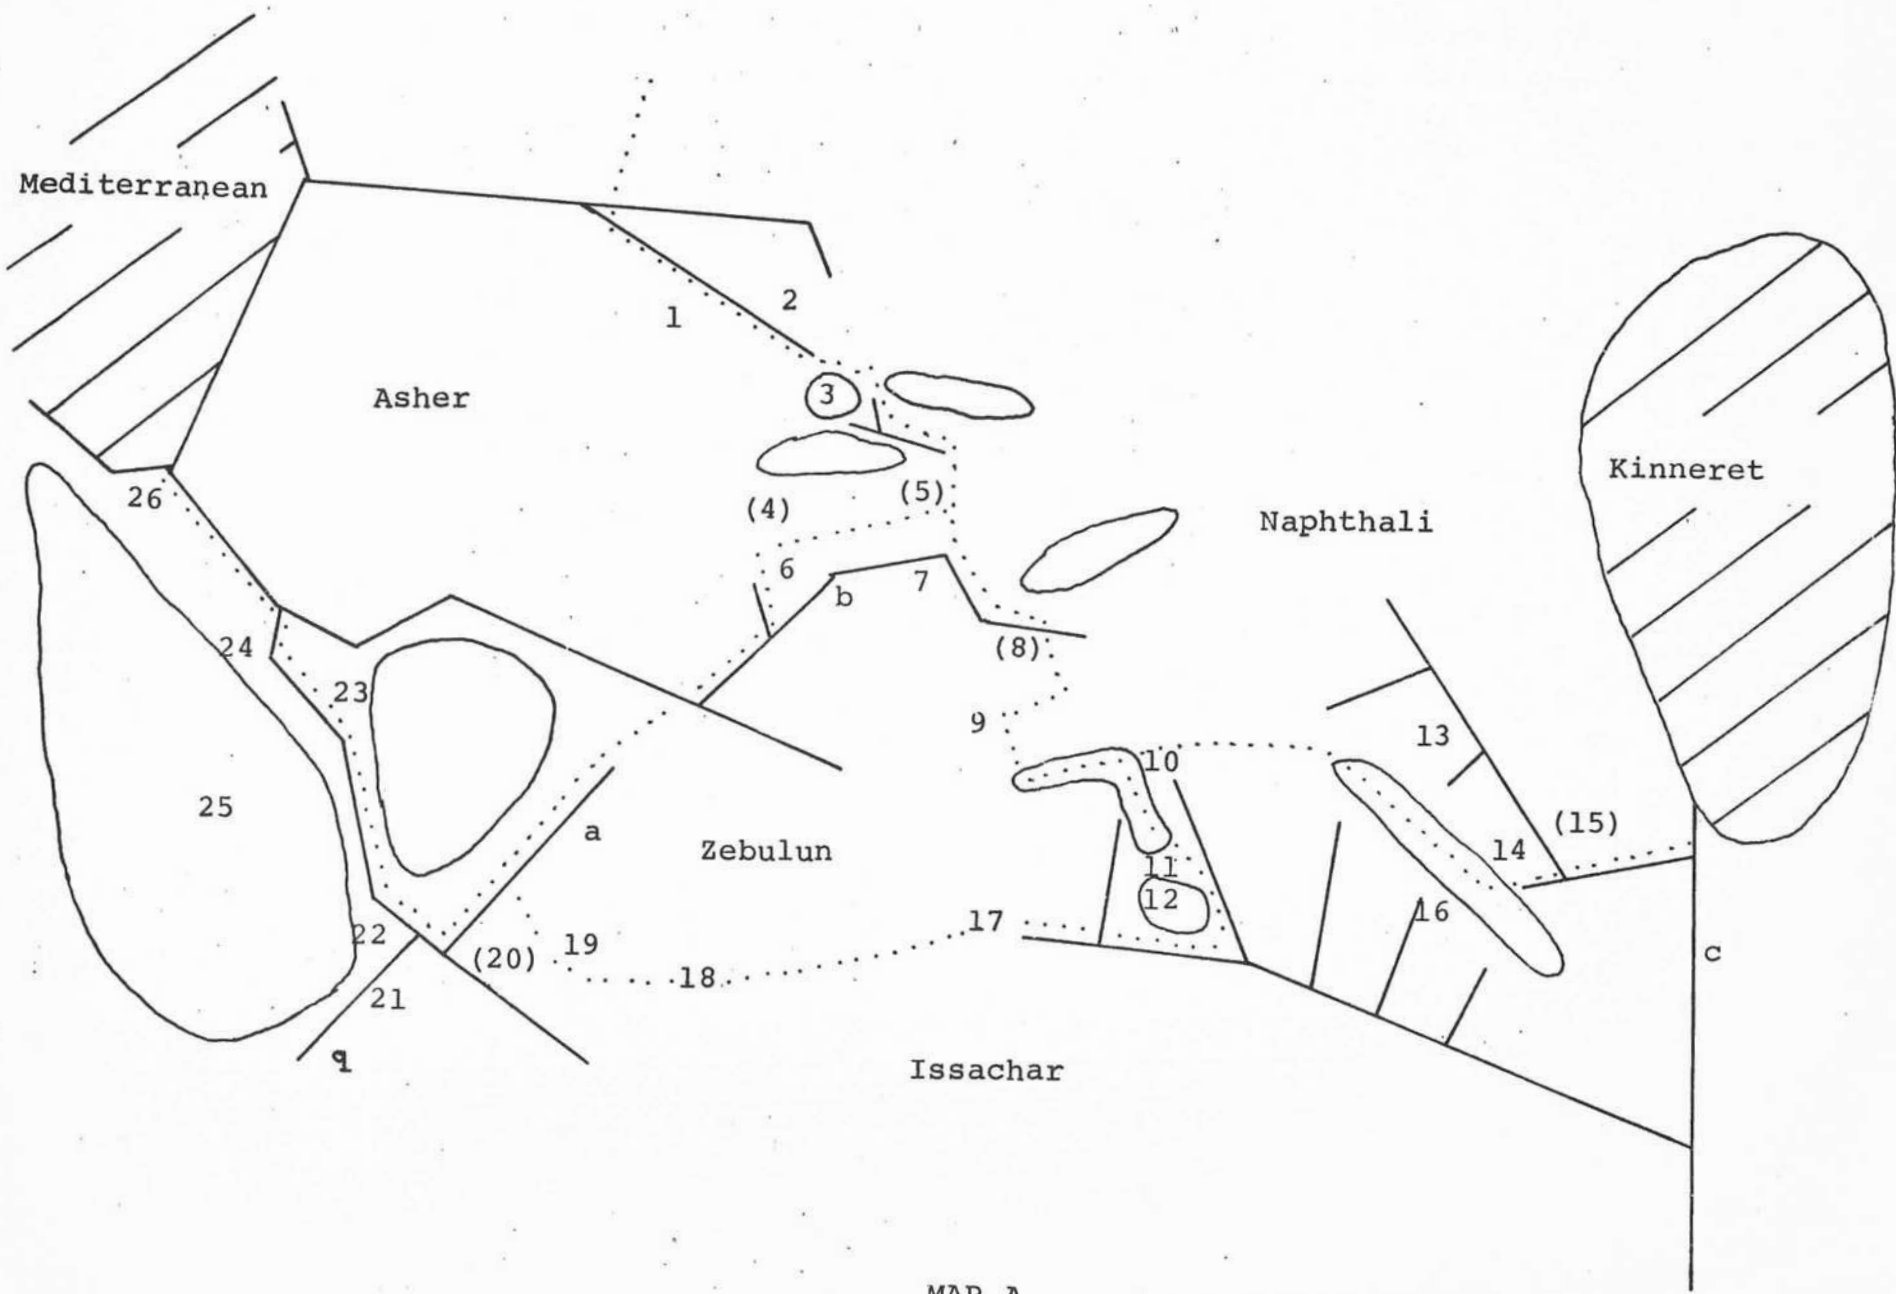 Mediterranean
2
1
3
Asher
Kinneret
26
(4)
(5)
Naphthali
6
7
b
24
(8)
23
9
13
10
25
a
Zebulun
(15)
14
11
12
16
17
22
(20)
19
18
c
21
q
Issachar
MAP A